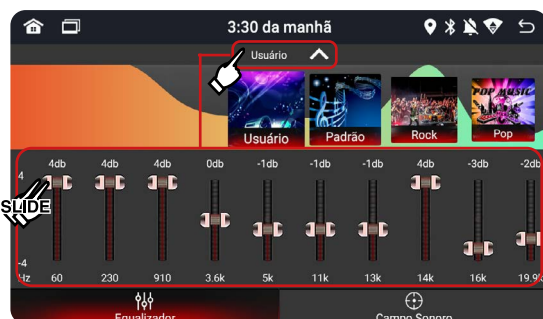 3:30 da manhã
Usuário
POP MUSIC
Usuário Padrão Rock Pop
4db 4db 4db 0db -1db -1db -1db 4db -3db -2db
4
SLIDE
-4
Hz 60 230 910 3.6k 5k 11k 13k 14k 16k 19.9k
Equalizador Campo Sonoro